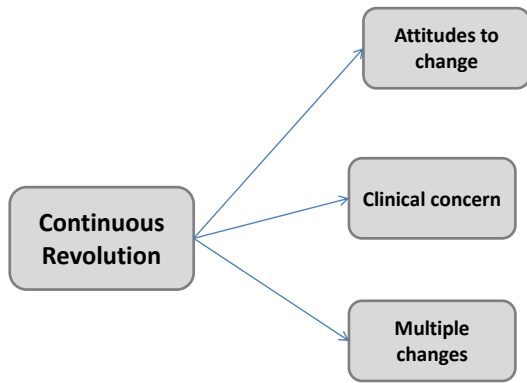 Attitudes to
change
Clinical concern
Continuous
Revolution
Multiple
changes